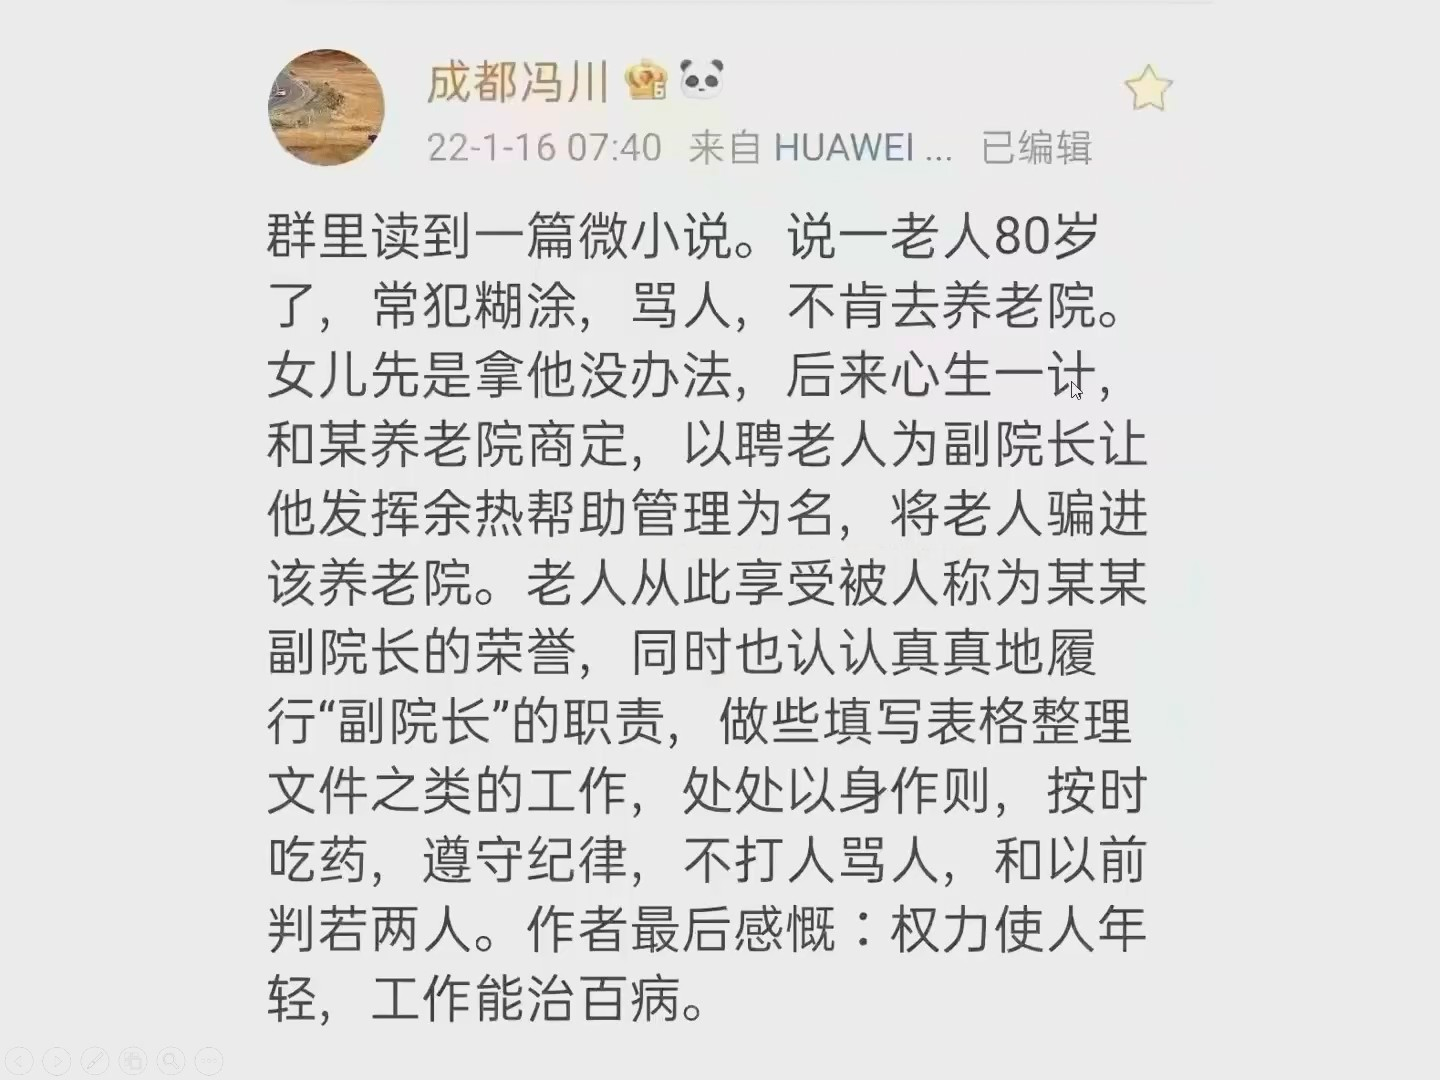 成都冯川
22-1-16 07:40 来自 HUAWEI ... 已编辑
群里读到一篇微小说。说一老人80岁
了，常犯糊涂，骂人，不肯去养老院。
女儿先是拿他没办法，后来心生一计，
和某养老院商定，以聘老人为副院长让
他发挥余热帮助管理为名，将老人骗进
该养老院。老人从此享受被人称为某某
副院长的荣誉，同时也认认真真地履
行“副院长”的职责，做些填写表格整理
文件之类的工作，处处以身作则，按时
吃药，遵守纪律，不打人骂人，和以前
判若两人。作者最后感慨：权力使人年
轻，工作能治百病。